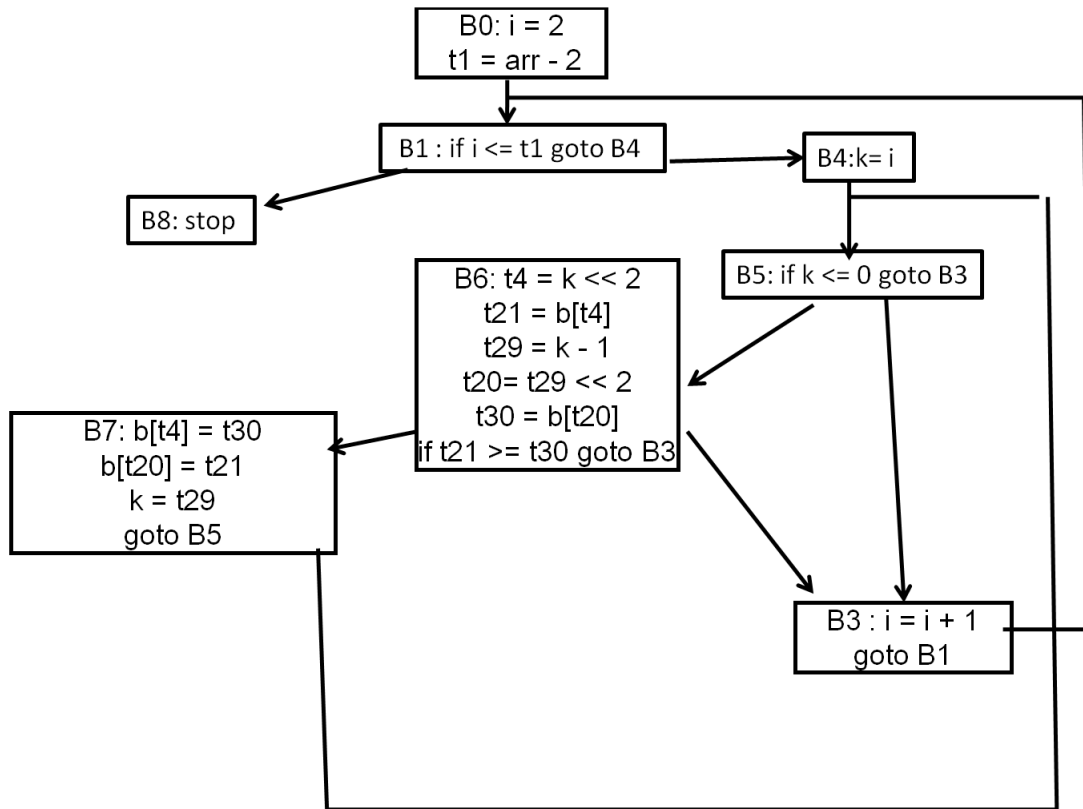 B0: i = 2
t1 = arr - 2
B1 : if i <= t1 goto B4
B4:k= i
B8: stop
B5: if k <= 0 goto B3
B6: t4 = k << 2
t21 = b[t4]
t29 = k - 1
t20= t29 << 2
t30 = b[t20]
if t21 >= t30 goto B3
B7: b[t4] = t30
b[t20] = t21
k = t29
goto B5
B3 : i = i + 1
goto B1